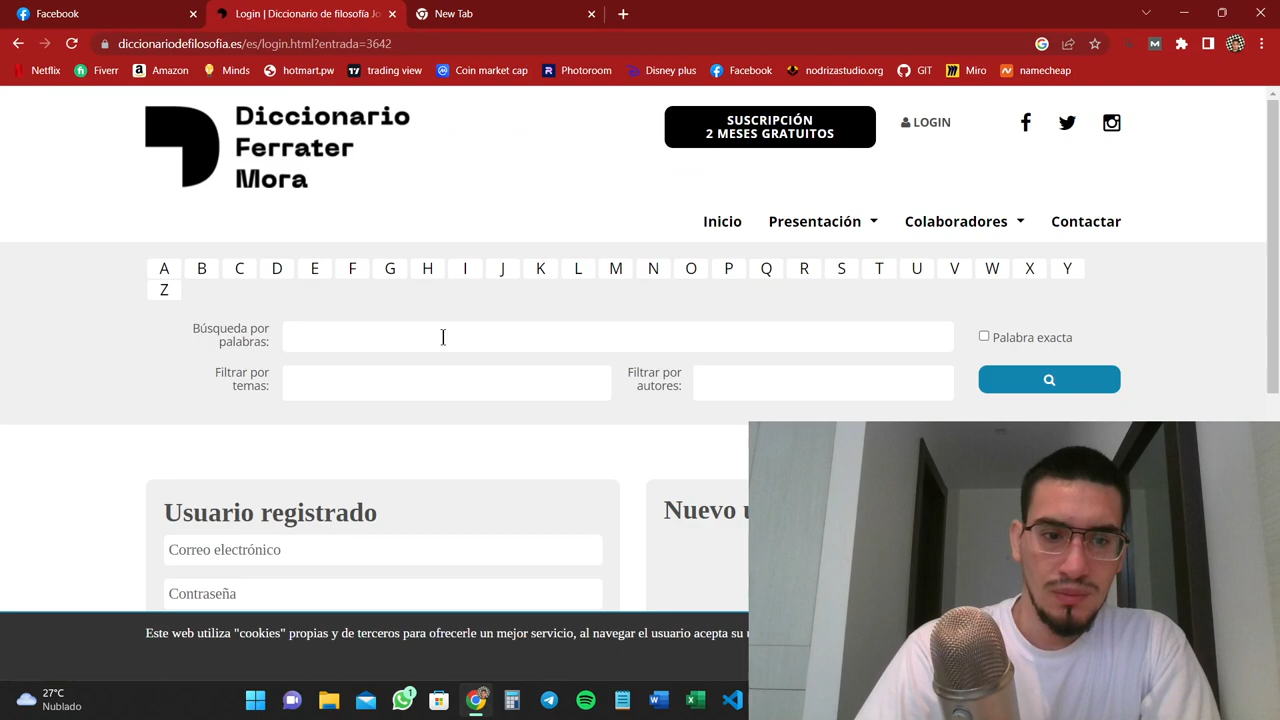 Facebook
Login | Diccionario de filosofía Jo
New Tab
diccionariodefilosofia.es/es/login.html?entrada=3642
Netflix
Fiverr
Amazon
Minds
hotmart.pw
trading view
Coin market cap
Photoroom
Disney plus
Facebook
nodrizastudio.org
GIT
Miro
namecheap
Diccionario
Ferrater
Mora
SUSCRIPCIÓN
2 MESES GRATUITOS
LOGIN
Inicio
Presentación
Colaboradores
Contactar
A B C D E F G H I J K L M N O P Q R S T U V W X Y
Z
Búsqueda por
palabras:
Palabra exacta
Filtrar por
temas:
Filtrar por
autores:
Usuario registrado
Correo electrónico
Contraseña
Nuevo u
Este web utiliza "cookies" propias y de terceros para ofrecerle un mejor servicio, al navegar el usuario acepta su u
27°C
Nublado
1